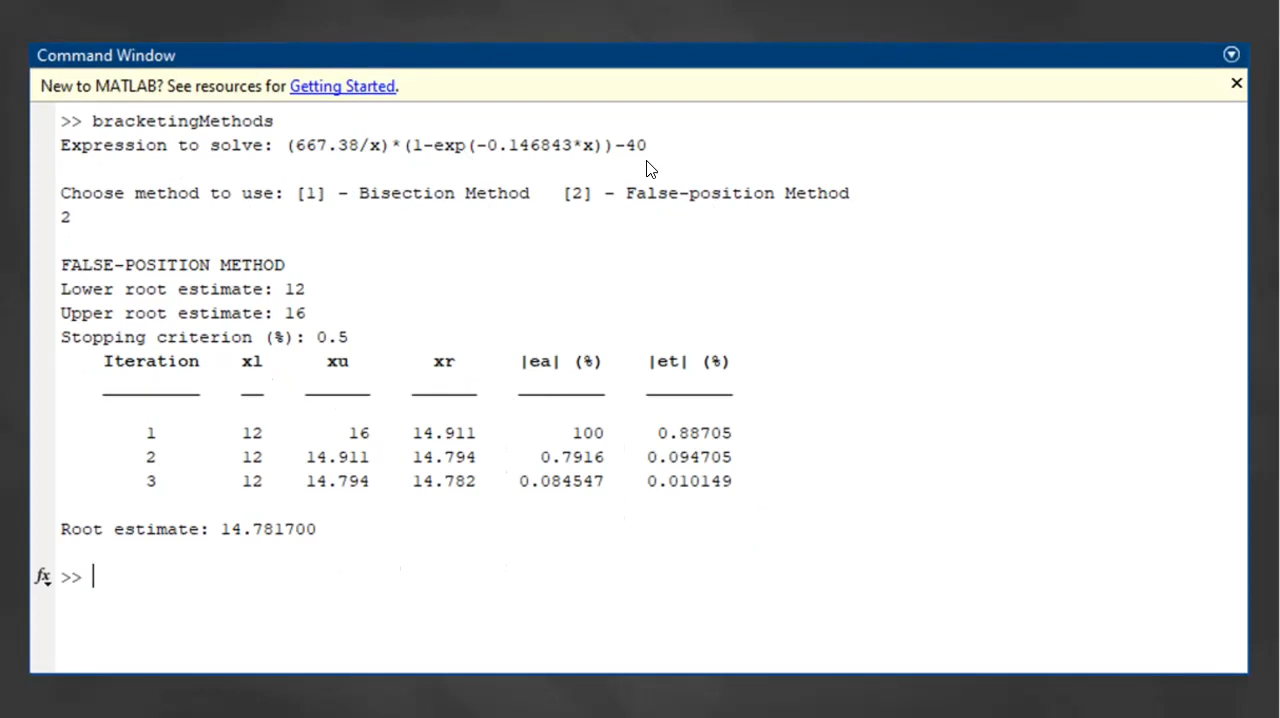 Command Window
New to MATLAB? See resources for Getting Started.
>> bracketingMethods
Expression to solve: (667.38/x)*(1-exp(-0.146843*x))-40
Choose method to use: [1] - Bisection Method [2] - False-position Method
2
FALSE-POSITION METHOD
Lower root estimate: 12
Upper root estimate: 16
Stopping criterion (%): 0.5
Iteration xl xu xr |ea| (%) |et| (%)
1 12 16 14.911 100 0.88705
2 12 14.911 14.794 0.7916 0.094705
3 12 14.794 14.782 0.084547 0.010149
Root estimate: 14.781700
fx >>